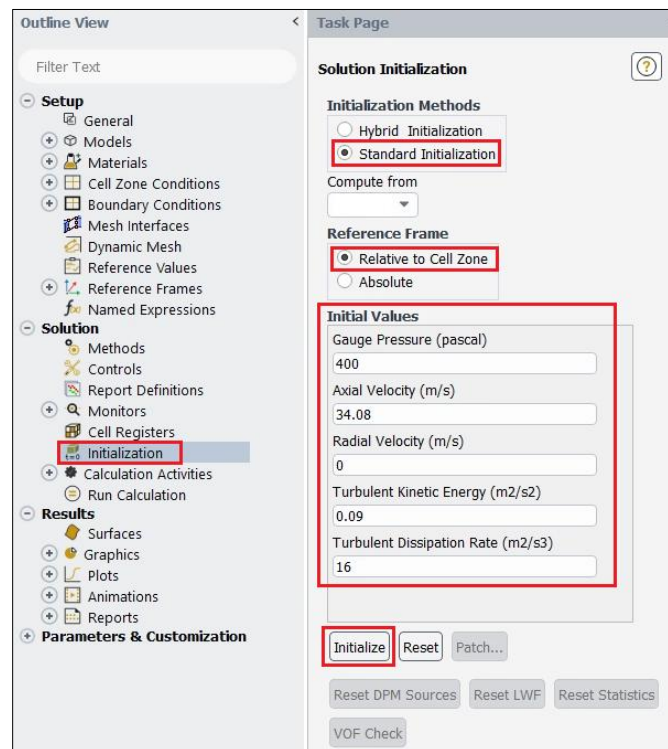 Outline View <
Filter Text
Setup
General
Models
Materials
Cell Zone Conditions
Boundary Conditions
Mesh Interfaces
Dynamic Mesh
Reference Values
Reference Frames
Named Expressions
Solution
Methods
Controls
Report Definitions
Monitors
Cell Registers
Initialization
Calculation Activities
Run Calculation
Results
Surfaces
Graphics
Plots
Animations
Reports
Parameters & Customization
Task Page
Solution Initialization
?
Initialization Methods
Hybrid Initialization
Standard Initialization
Compute from
Reference Frame
Relative to Cell Zone
Absolute
Initial Values
Gauge Pressure (pascal)
400
Axial Velocity (m/s)
34.08
Radial Velocity (m/s)
0
Turbulent Kinetic Energy (m2/s2)
0.09
Turbulent Dissipation Rate (m2/s3)
16
Initialize Reset Patch...
Reset DPM Sources Reset LWF Reset Statistics
VOF Check